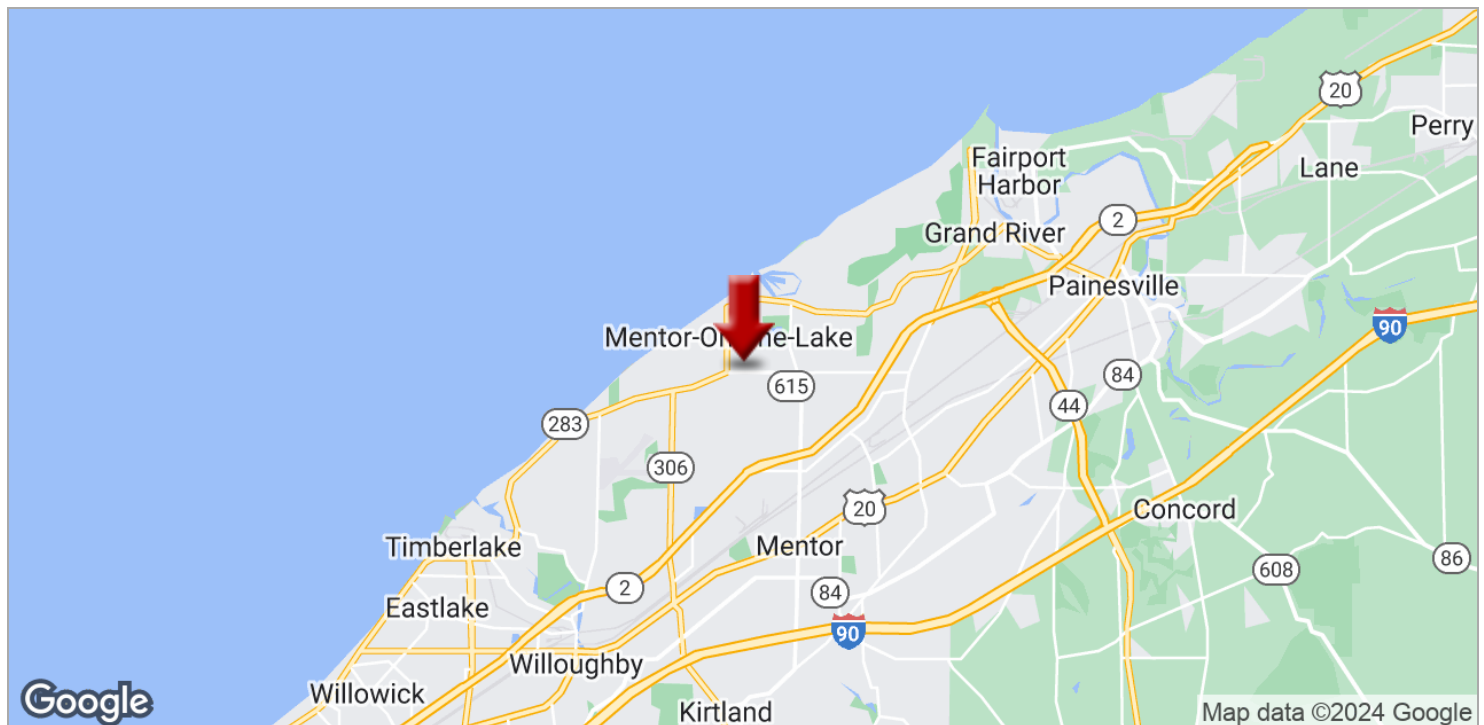 20
Perry
Fairport
Harbor
Lane
2
Grand River
Painesville
90
Mentor-On-the-Lake
615
84
44
283
306
20
Concord
Timberlake
Mentor
86
608
2
84
Eastlake
90
Willoughby
Willowick
Kirtland
Google
Map data ©2024 Google